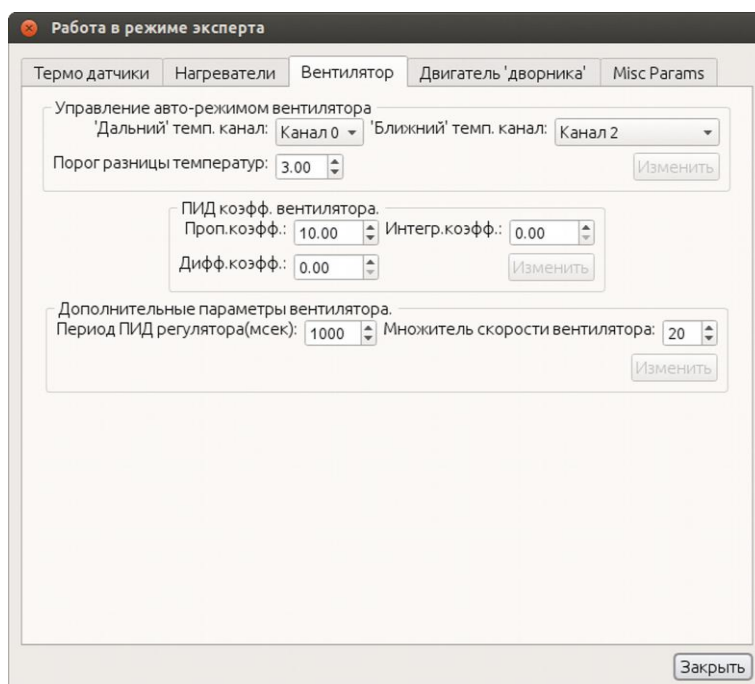 Работа в режиме эксперта
Термо датчики Нагреватели Вентилятор Двигатель 'дворника' Misc Params
Управление авто-режимом вентилятора
'Дальний' темп. канал: Канал 0 'Ближний' темп. канал: Канал 2
Порог разницы температур: 3.00 Изменить
ПИД коэфф. вентилятора.
Проп.коэфф.: 10.00 Интегр.коэфф.: 0.00
Дифф.коэфф.: 0.00 Изменить
Дополнительные параметры вентилятора.
Период ПИД регулятора(мсек): 1000 Множитель скорости вентилятора: 20
Изменить
Закрыть